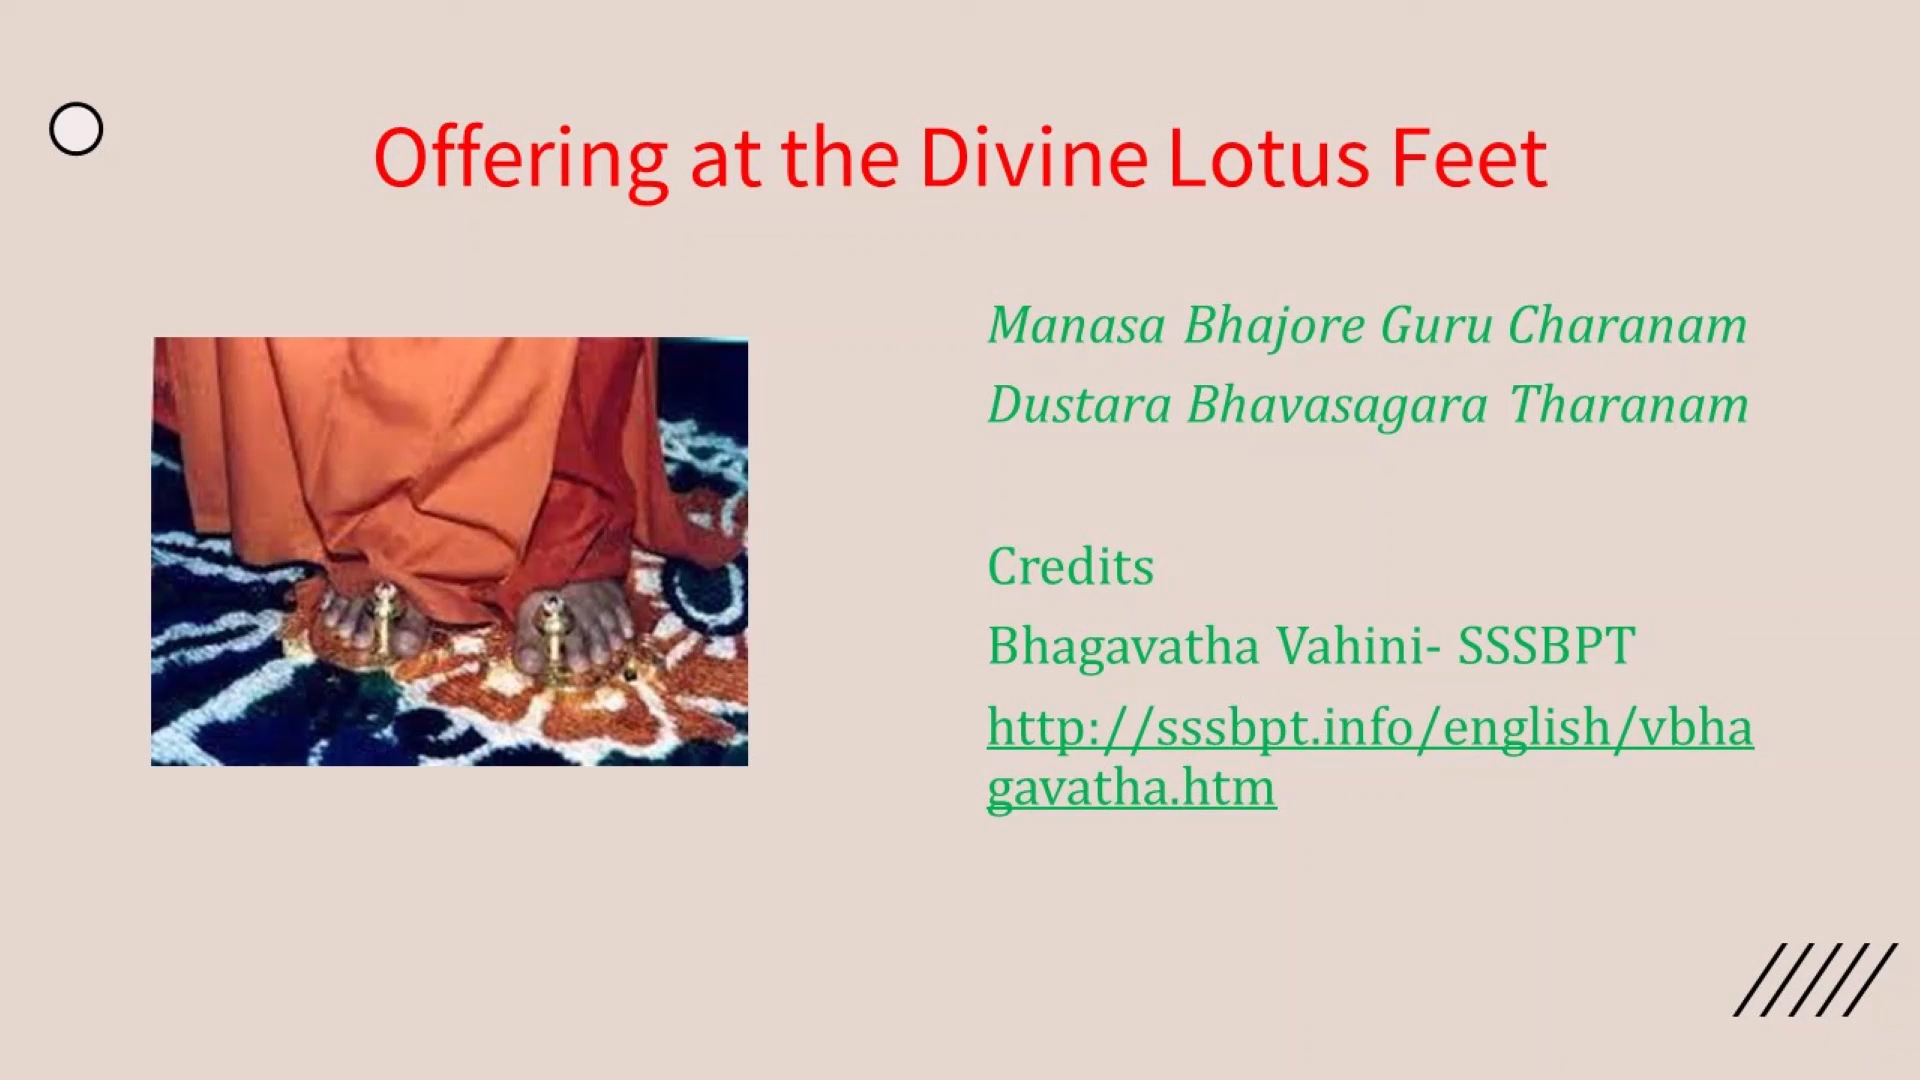 Offering at the Divine Lotus Feet
Manasa Bhajore Guru Charanam
Dustara Bhavasagara Tharanam
Credits
Bhagavatha Vahini- SSSBPT
http://sssbpt.info/english/vbha
gavatha.htm